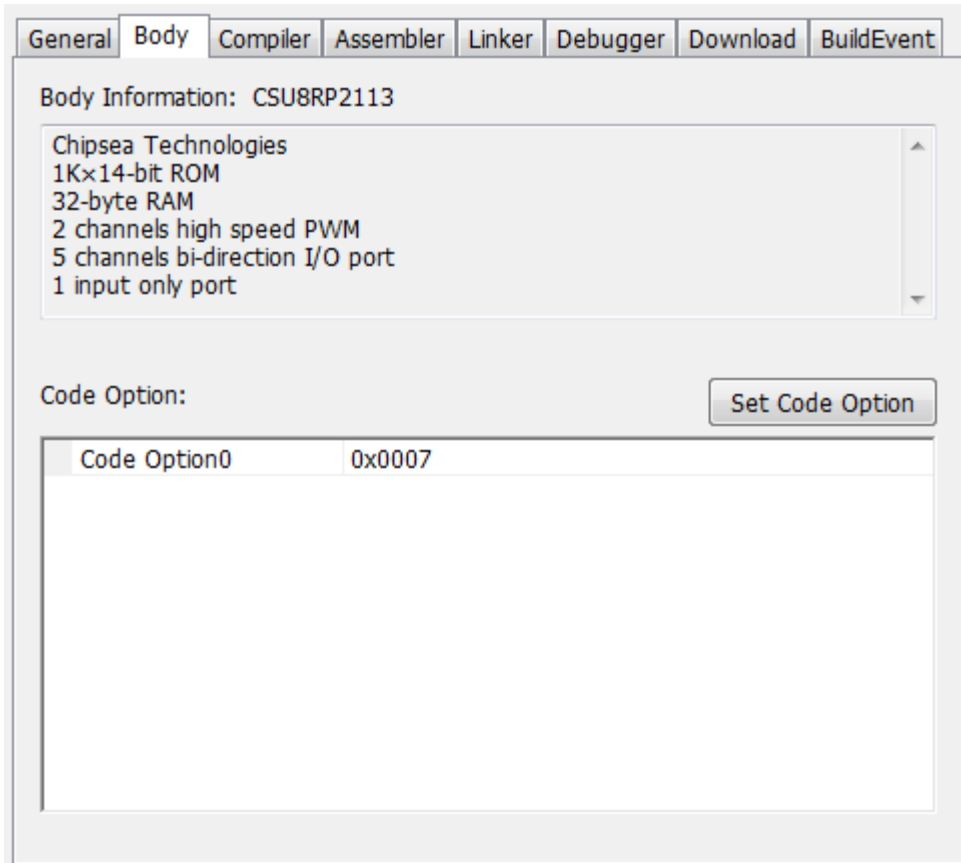 General Body Compiler Assembler Linker Debugger Download BuildEvent
Body Information: CSU8RP2113
Chipsea Technologies
1K×14-bit ROM
32-byte RAM
2 channels high speed PWM
5 channels bi-direction I/O port
1 input only port
Code Option:
Set Code Option
Code Option0 0x0007